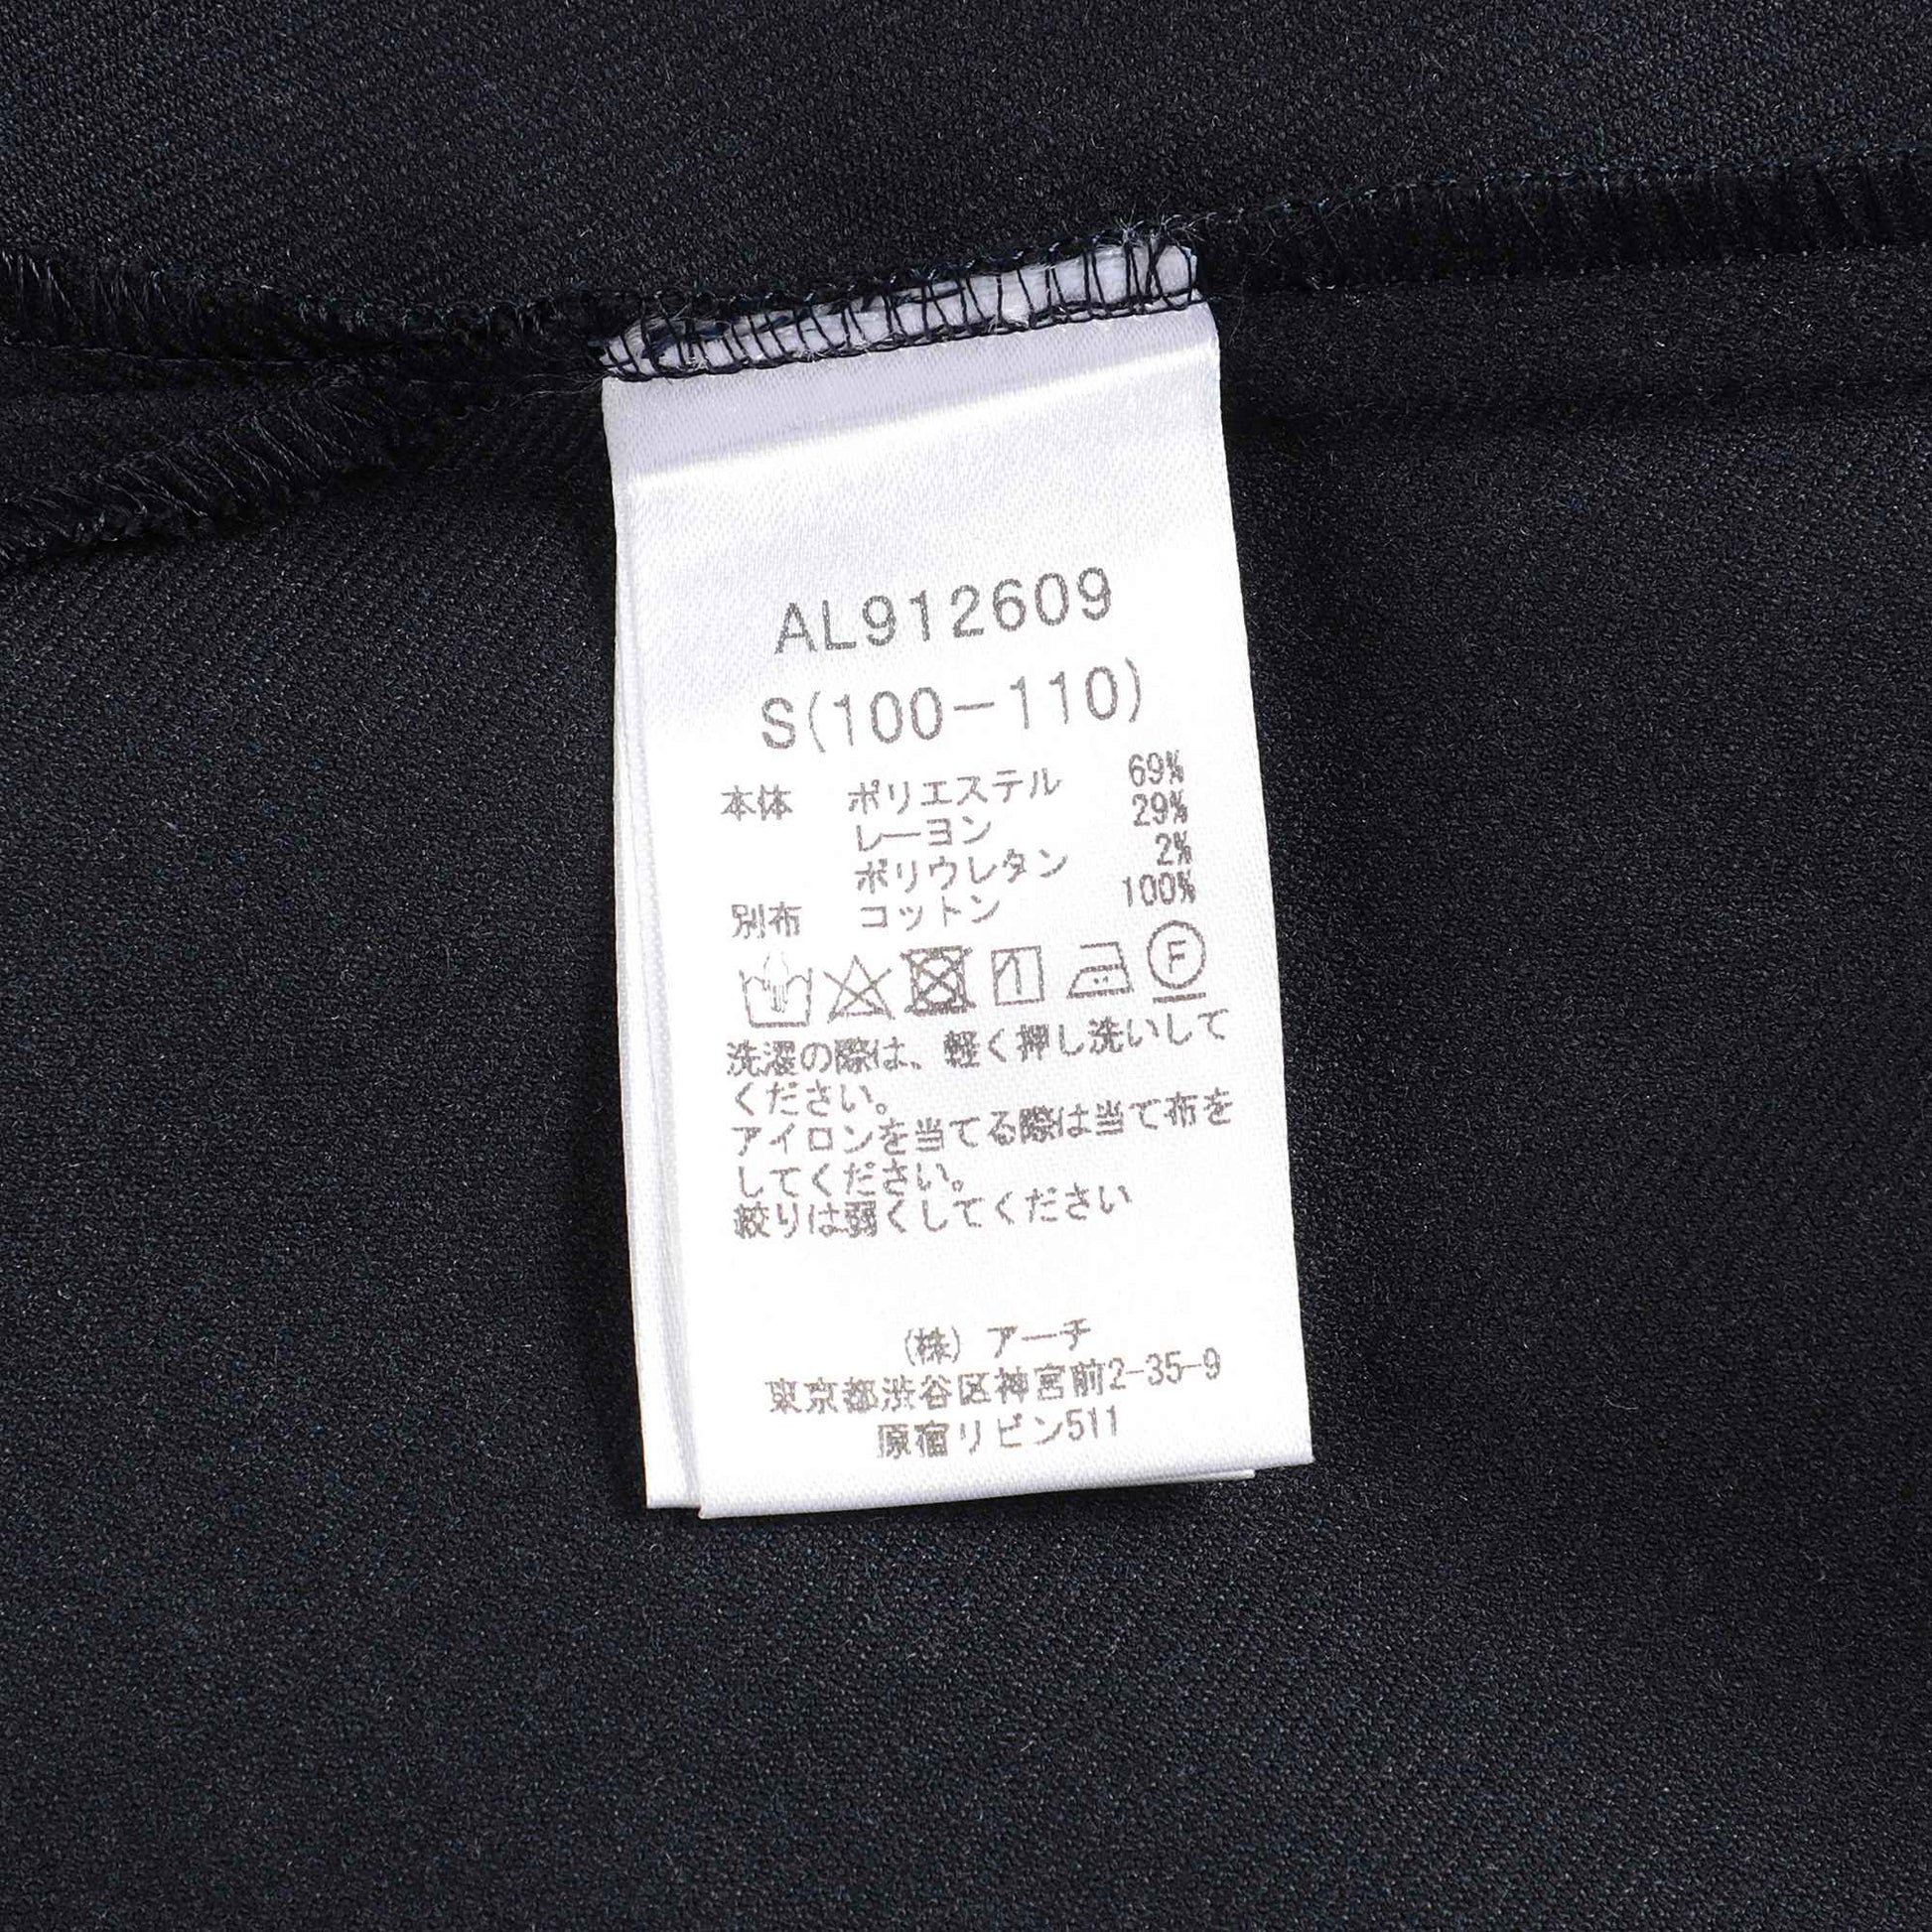 AL912609
S(100-110)
本体 ポリエステル 69%
レーヨン 29%
ポリウレタン 2%
別布 コットン 100%
F
洗濯の際は、軽く押し洗いして
ください。
アイロンを当てる際は当て布を
してください。
絞りは弱くしてください
(株) アーチ
東京都渋谷区神宮前2-35-9
原宿リビン511